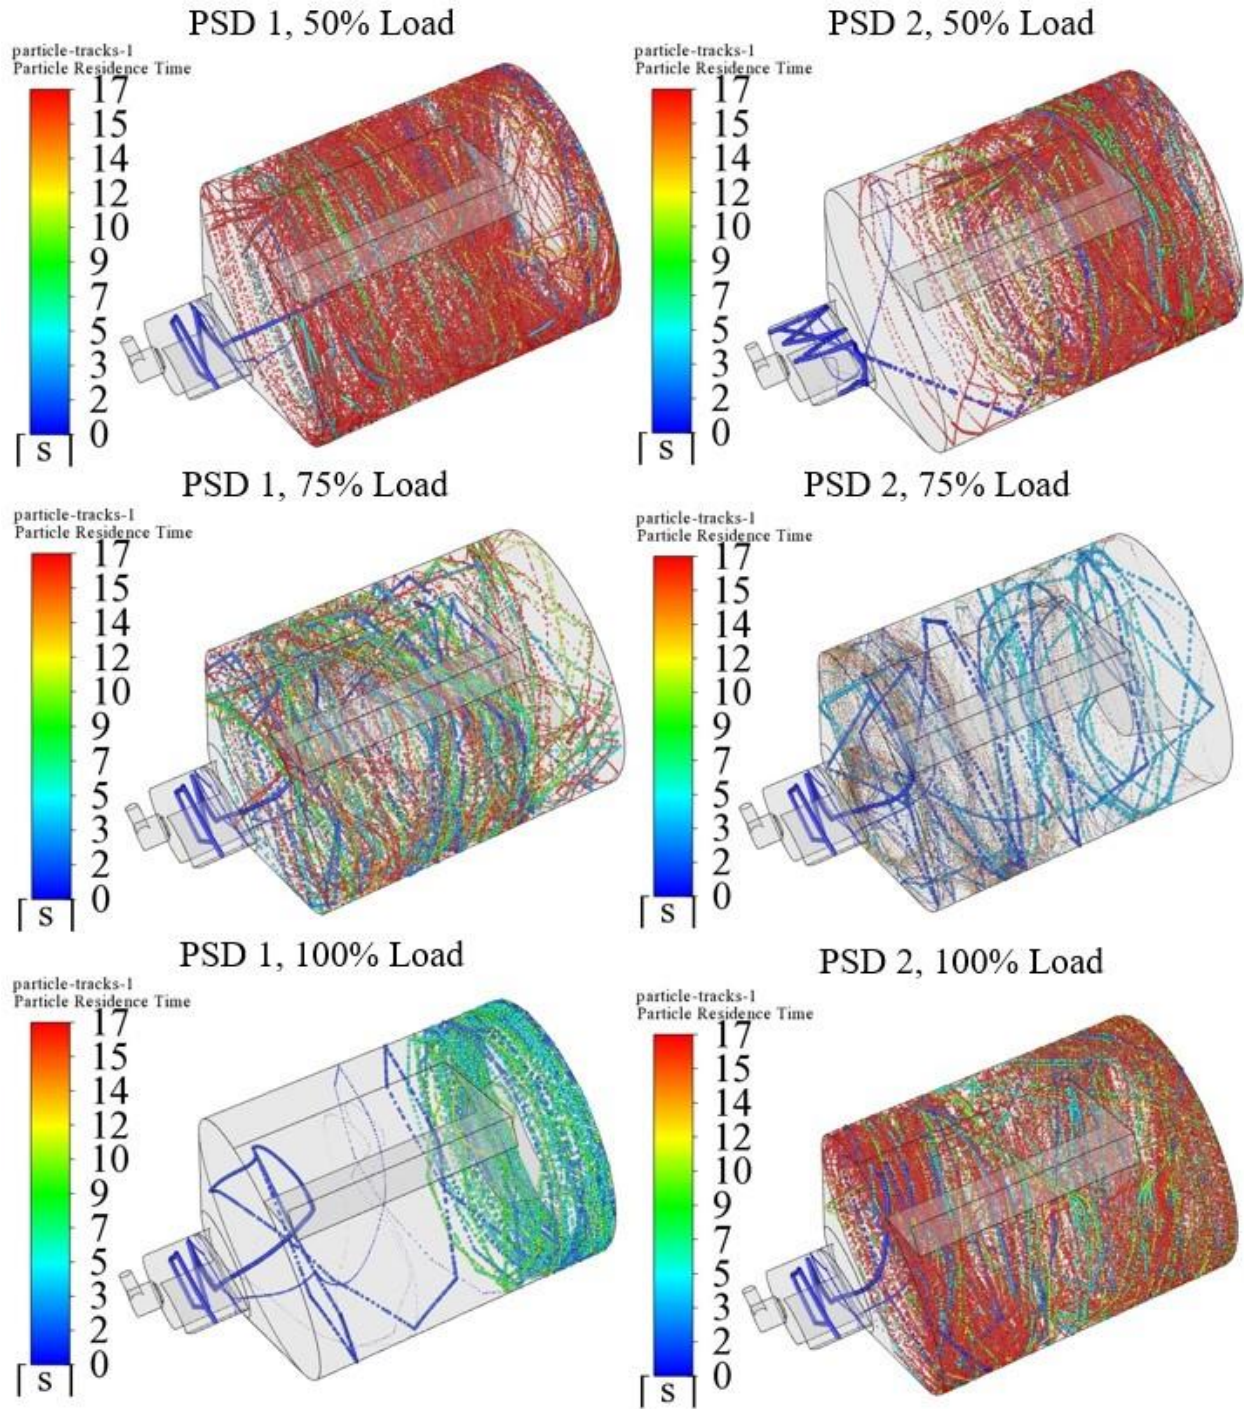 PSD 1, 50% Load
particle-tracks-1
Particle Residence Time
17
15
14
12
10
9
7
5
3
2
0
[ s ]
PSD 2, 50% Load
particle-tracks-1
Particle Residence Time
17
15
14
12
10
9
7
5
3
2
0
[ s ]
PSD 1, 75% Load
particle-tracks-1
Particle Residence Time
17
15
14
12
10
9
7
5
3
2
0
[ s ]
PSD 2, 75% Load
particle-tracks-1
Particle Residence Time
17
15
14
12
10
9
7
5
3
2
0
[ s ]
PSD 1, 100% Load
particle-tracks-1
Particle Residence Time
17
15
14
12
10
9
7
5
3
2
0
[ s ]
PSD 2, 100% Load
particle-tracks-1
Particle Residence Time
17
15
14
12
10
9
7
5
3
2
0
[ s ]